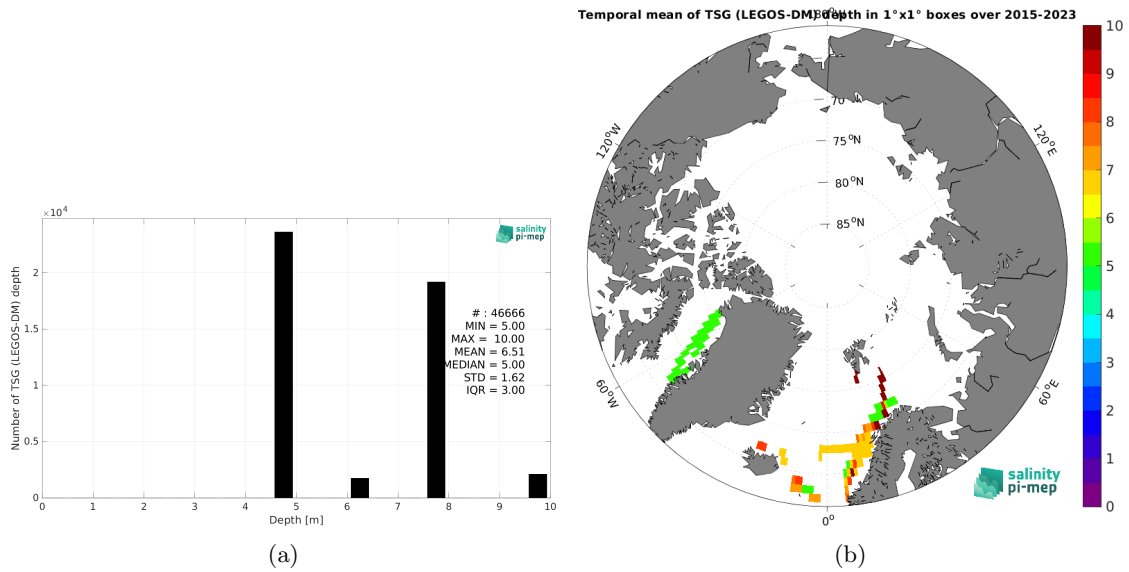 ×10⁴
2
1.5
1
0.5
0
Number of TSG (LEGOS-DM) depth
0 1 2 3 4 5 6 7 8 9 10
Depth [m]
salinity
pi-mep
# : 46666
MIN = 5.00
MAX = 10.00
MEAN = 6.51
MEDIAN = 5.00
STD = 1.62
IQR = 3.00
(a)
Temporal mean of TSG (LEGOS-DM) depth in 1°x1° boxes over 2015-2023
180°W
120°W
120°E
70
75°N
80°N
85°N
60°W
60°E
0°
salinity
pi-mep
10
9
8
7
6
5
4
3
2
1
0
(b)